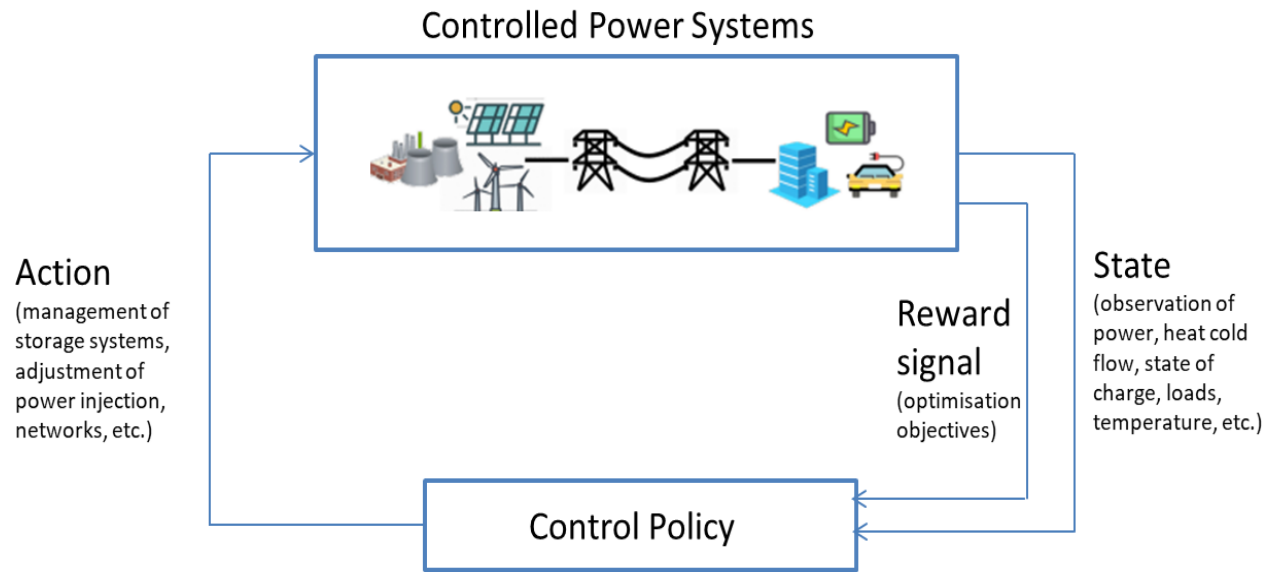 Controlled Power Systems
Action
(management of
storage systems,
adjustment of
power injection,
networks, etc.)
Reward
signal
(optimisation
objectives)
State
(observation of
power, heat cold
flow, state of
charge, loads,
temperature, etc.)
Control Policy